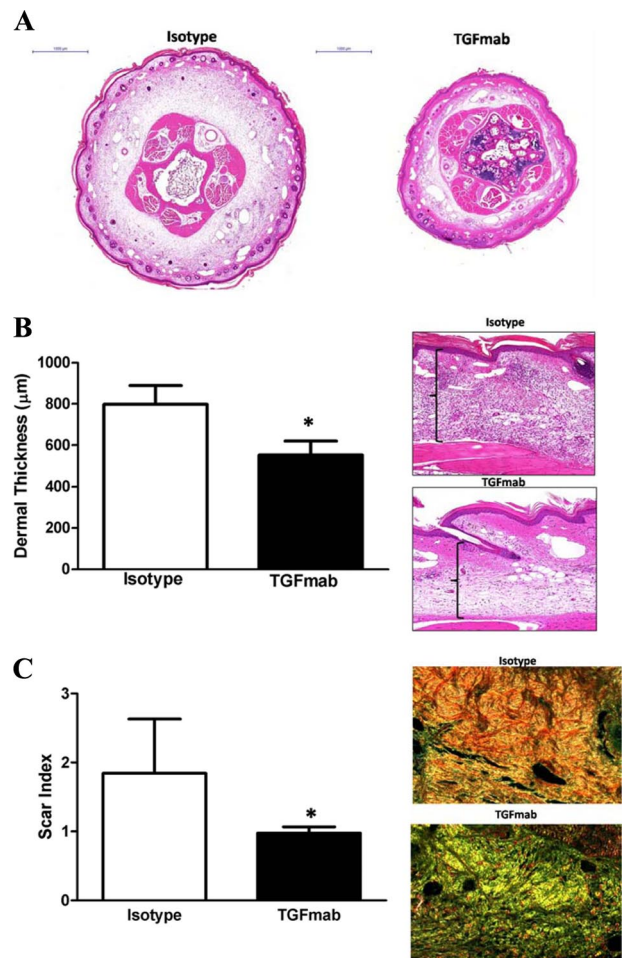 A
Isotype
TGFmab
1000 µm
1000 µm
B
Dermal Thickness (µm)
1000
800
600
400
200
0
*
Isotype
TGFmab
Isotype
TGFmab
C
Scar Index
3
2
1
0
*
Isotype
TGFmab
Isotype
TGFmab